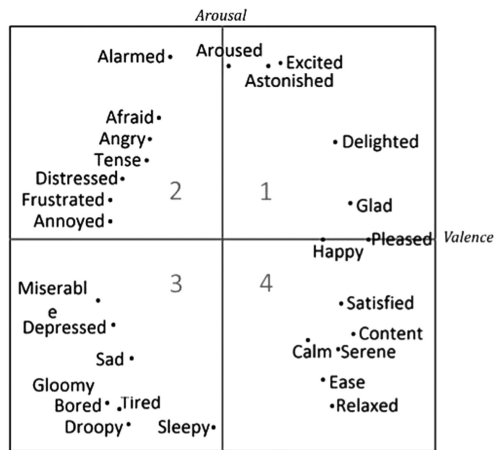 Arousal
Alarmed
Aroused
Excited
Astonished
Afraid
Angry
Tense
Distressed
Frustrated
Annoyed
2
1
Delighted
Glad
Pleased
Valence
Happy
3
4
Miserabl
e
Depressed
Sad
Gloomy
Bored
Tired
Droopy
Sleepy
Satisfied
Content
Calm
Serene
Ease
Relaxed